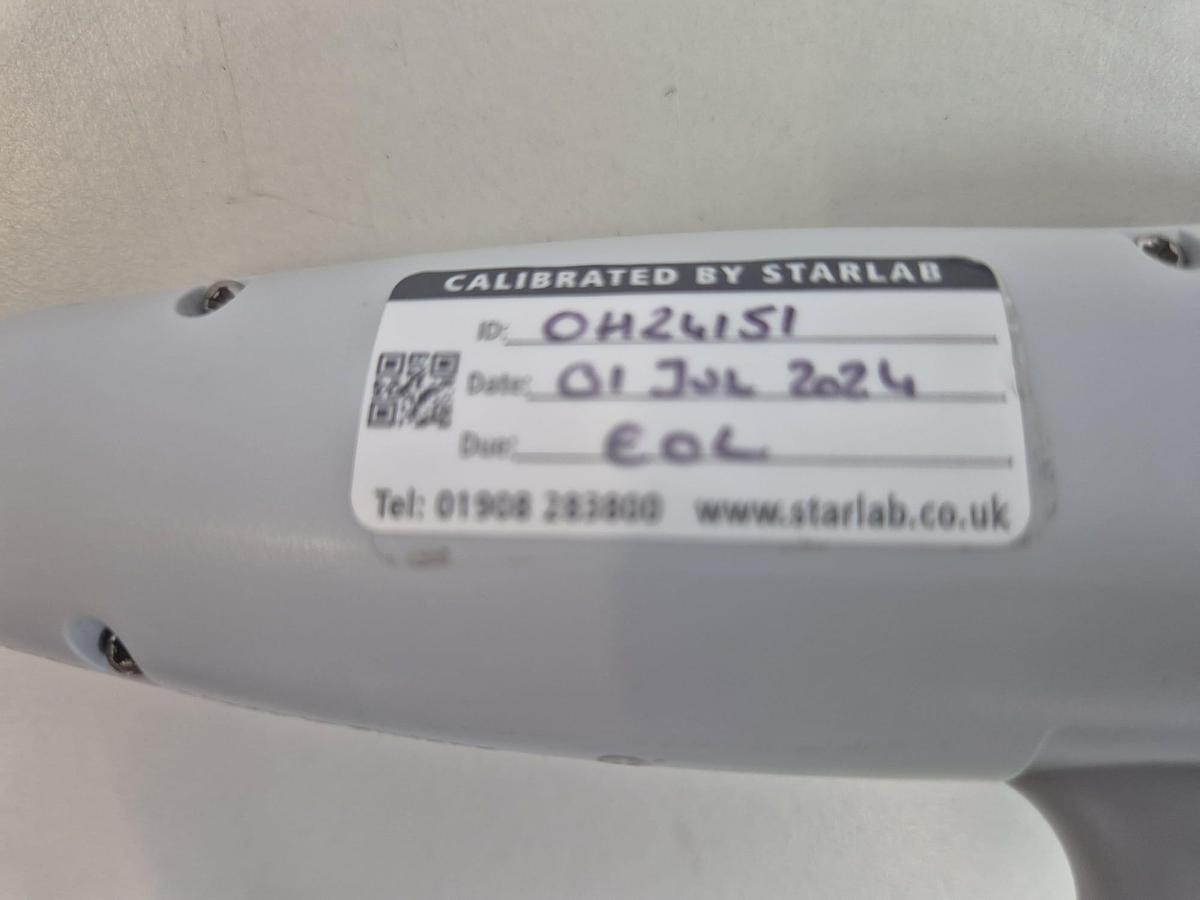 CALIBRATED BY STARLAB
ID: OH24151
Date: 01 JUL 2024
Due: EOL
Tel: 01908 283800 www.starlab.co.uk